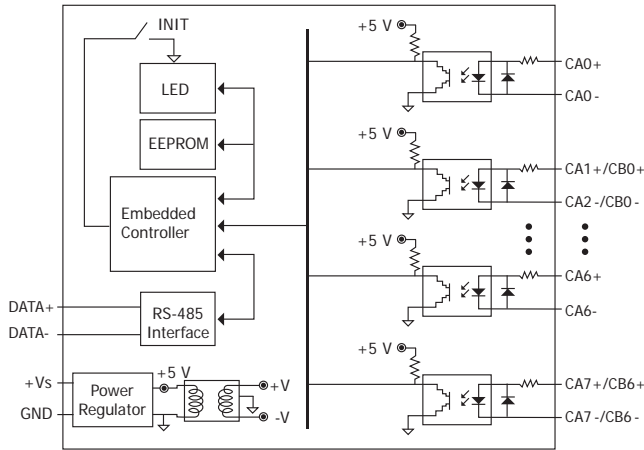 INIT
LED
EEPROM
Embedded
Controller
DATA+
DATA-
RS-485
Interface
+Vs
GND
Power
Regulator
+5 V
+V
-V
+5 V
CA0+
CA0-
+5 V
CA1+/CB0+
CA2-/CB0-
+5 V
CA6+
CA6-
+5 V
CA7+/CB6+
CA7-/CB6-